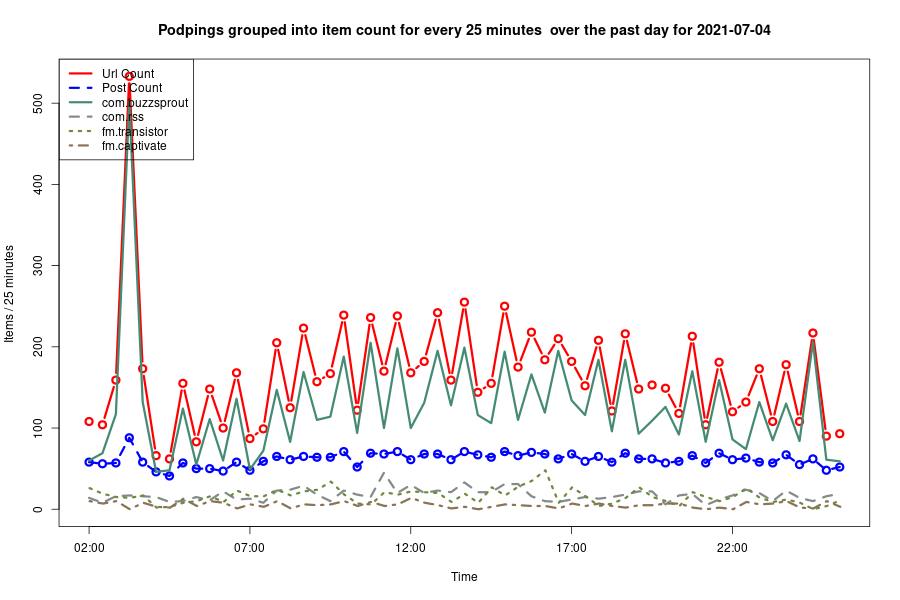 Podpings grouped into item count for every 25 minutes  over the past day for 2021-07-04
Url Count
Post Count
com.buzzsprout
com.rss
fm.transistor
fm.captivate
500
400
300
200
100
0
Items / 25 minutes
02:00 07:00 12:00 17:00 22:00
Time